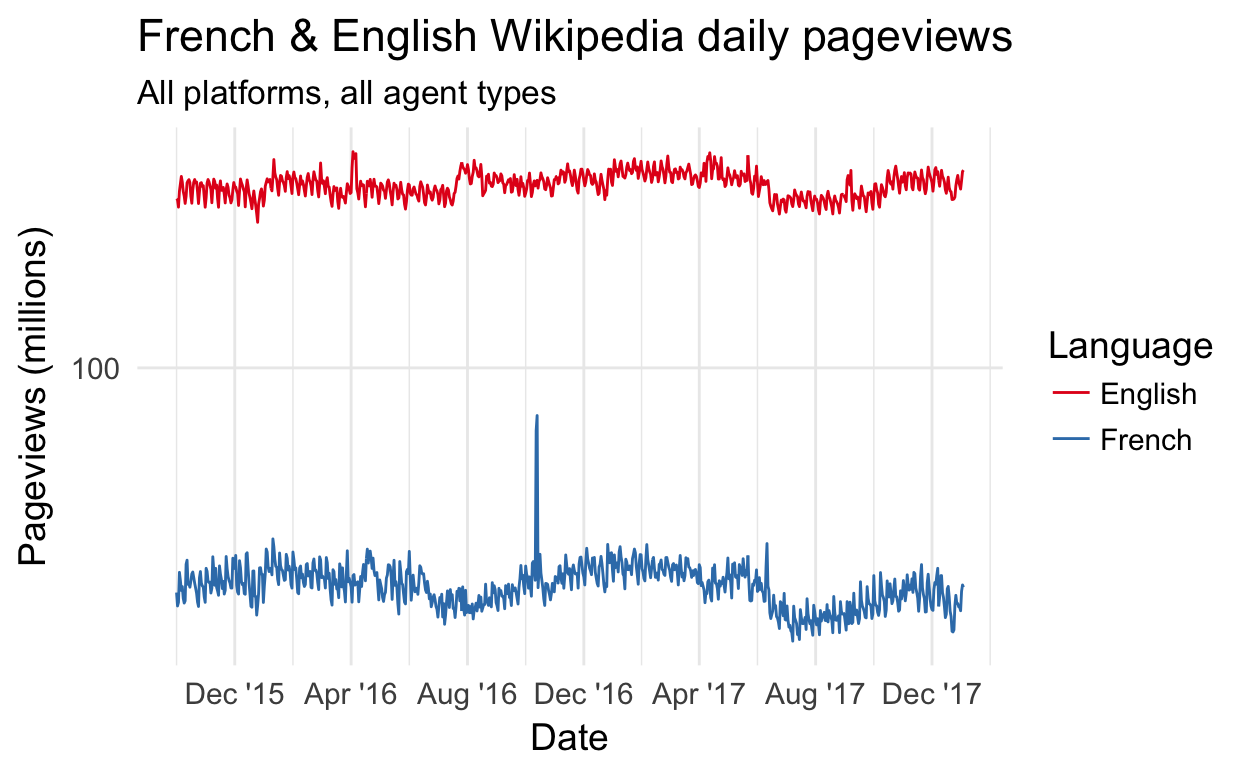 French & English Wikipedia daily pageviews
All platforms, all agent types
Pageviews (millions)
100
Dec '15 Apr '16 Aug '16 Dec '16 Apr '17 Aug '17 Dec '17
Date
Language
English
French